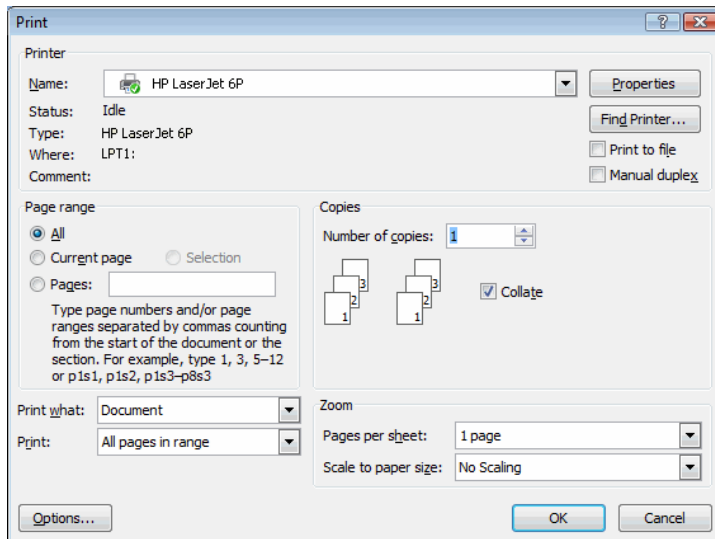 Print
Printer
Name: HP LaserJet 6P
Properties
Status: Idle
Find Printer...
Type: HP LaserJet 6P
Where: LPT1:
Print to file
Comment:
Manual duplex
Page range
All
Current page Selection
Pages:
Type page numbers and/or page
ranges separated by commas counting
from the start of the document or the
section. For example, type 1, 3, 5–12
or p1s1, p1s2, p1s3–p8s3
Copies
Number of copies: 1
3 3
2 2
1 1
Collate
Print what: Document
Print: All pages in range
Zoom
Pages per sheet: 1 page
Scale to paper size: No Scaling
Options...
OK Cancel